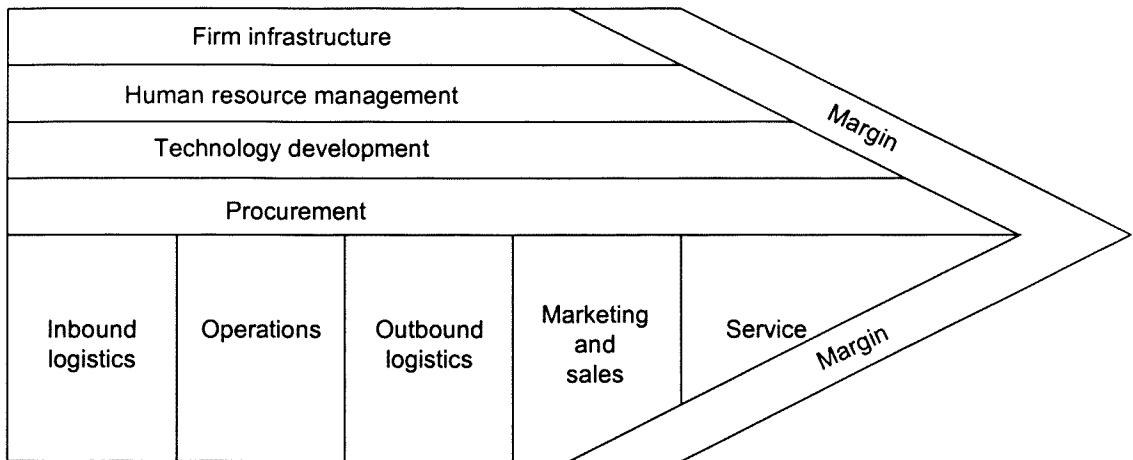 Firm infrastructure
Human resource management
Technology development
Procurement
Margin
Inbound
logistics
Operations
Outbound
logistics
Marketing
and
sales
Service
Margin